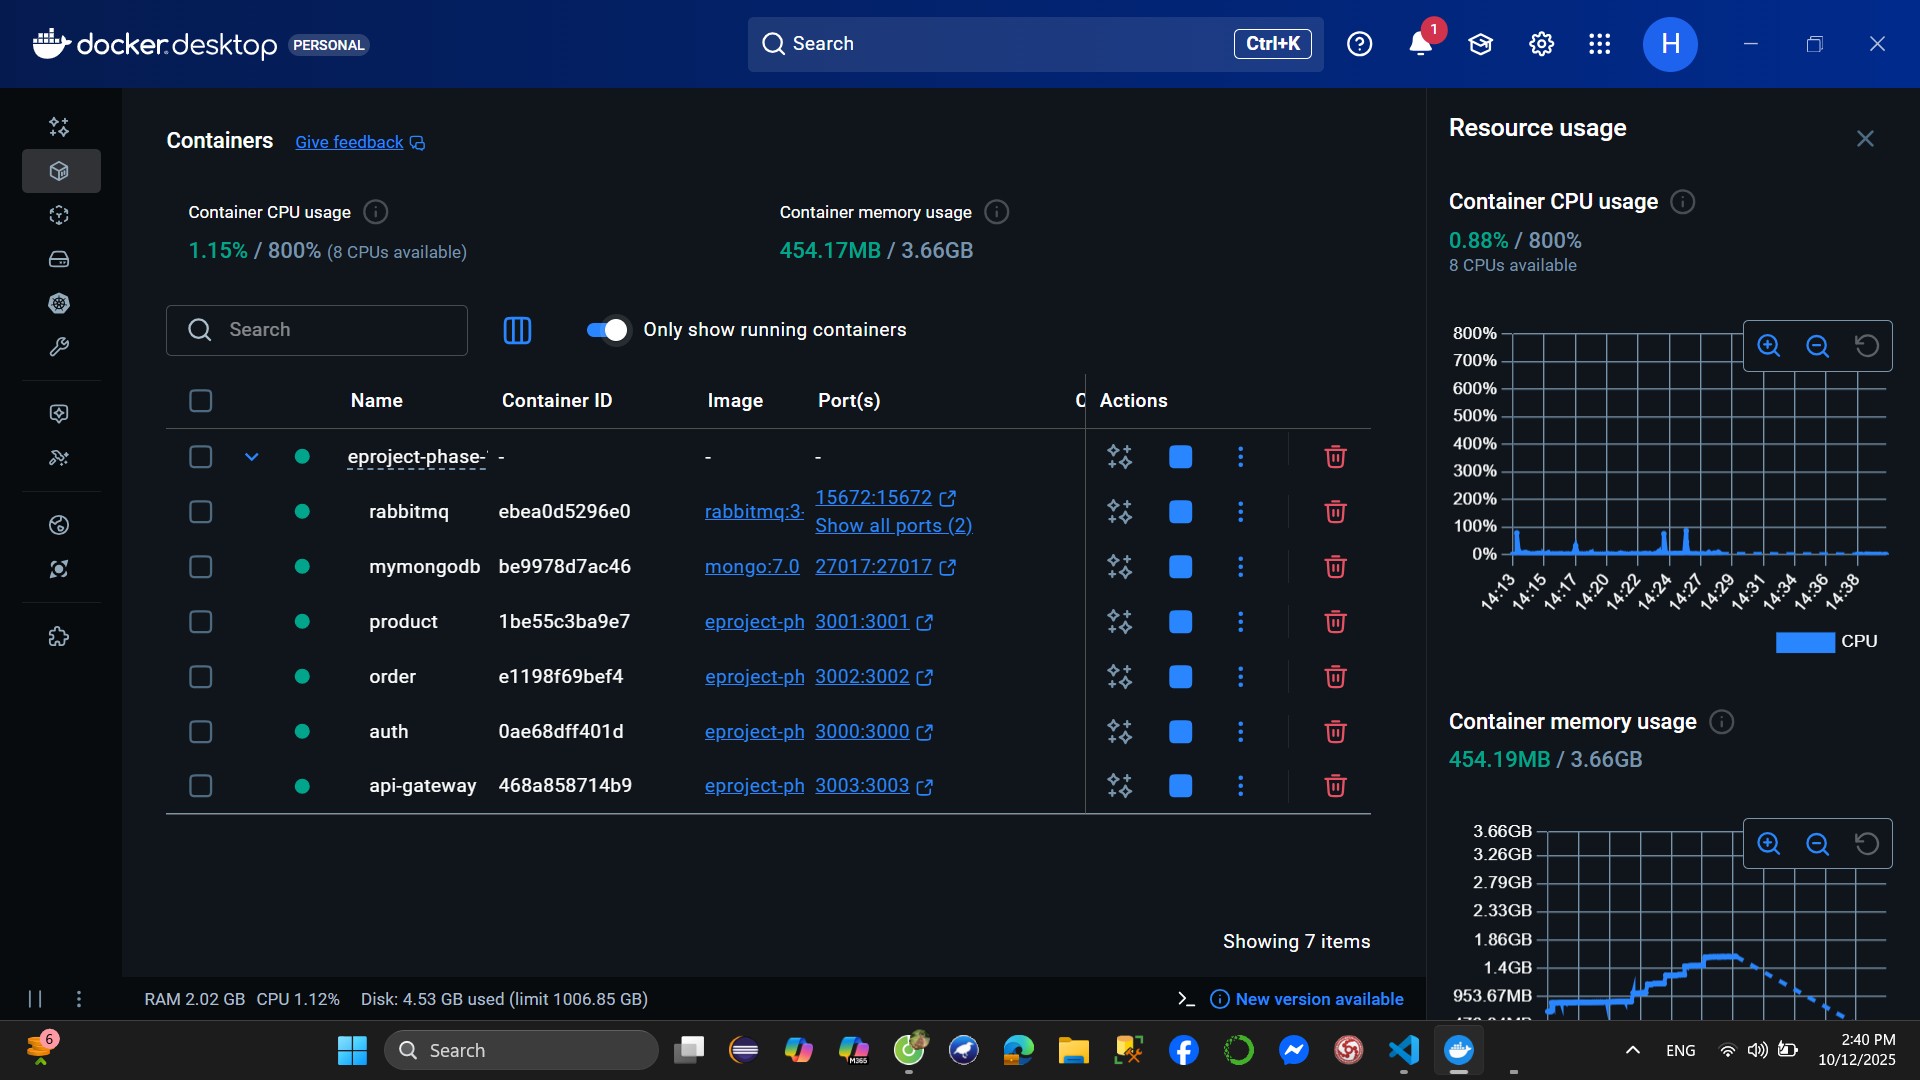 docker.desktop PERSONAL
Search Ctrl+K
1
H
Containers Give feedback
Container CPU usage
1.15% / 800% (8 CPUs available)
Container memory usage
454.17MB / 3.66GB
Search
Only show running containers
Name Container ID Image Port(s) C Actions
eproject-phase- - - -
rabbitmq ebea0d5296e0 rabbitmq:3- 15672:15672
Show all ports (2)
mymongodb be9978d7ac46 mongo:7.0 27017:27017
product 1be55c3ba9e7 eproject-ph 3001:3001
order e1198f69bef4 eproject-ph 3002:3002
auth 0ae68dff401d eproject-ph 3000:3000
api-gateway 468a858714b9 eproject-ph 3003:3003
Showing 7 items
Resource usage
Container CPU usage
0.88% / 800%
8 CPUs available
800%
700%
600%
500%
400%
300%
200%
100%
0%
14:13 14:15 14:17 14:20 14:22 14:24 14:27 14:29 14:31 14:34 14:36 14:38
CPU
Container memory usage
454.19MB / 3.66GB
3.66GB
3.26GB
2.79GB
2.33GB
1.86GB
1.4GB
953.67MB
RAM 2.02 GB CPU 1.12% Disk: 4.53 GB used (limit 1006.85 GB)
New version available
6
Search
M365
ENG
2:40 PM
10/12/2025